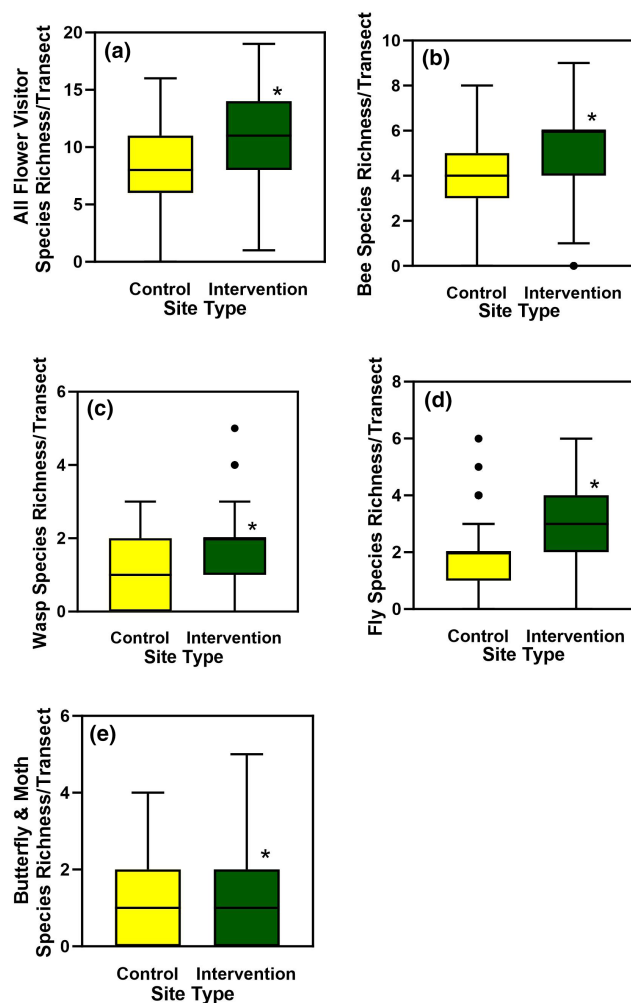 (a)
All Flower Visitor
Species Richness/Transect
20
15
10
5
0
*
Control Intervention
Site Type
(b)
Bee Species Richness/Transect
10
8
6
4
2
0
*
Control Intervention
Site Type
(c)
Wasp Species Richness/Transect
6
4
2
0
*
Control Intervention
Site Type
(d)
Fly Species Richness/Transect
8
6
4
2
0
*
Control Intervention
Site Type
(e)
Butterfly & Moth
Species Richness/Transect
6
4
2
0
*
Control Intervention
Site Type